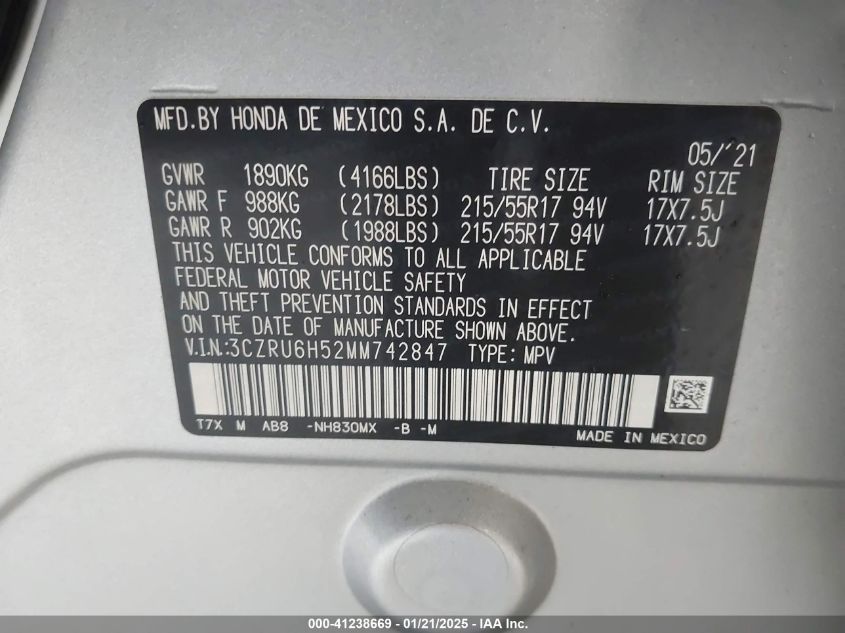 MFD.BY HONDA DE MEXICO S.A. DE C.V.
05/'21
GVWR 1890KG (4166LBS) TIRE SIZE RIM SIZE
GAWR F 988KG (2178LBS) 215/55R17 94V 17X7.5J
GAWR R 902KG (1988LBS) 215/55R17 94V 17X7.5J
THIS VEHICLE CONFORMS TO ALL APPLICABLE
FEDERAL MOTOR VEHICLE SAFETY
AND THEFT PREVENTION STANDARDS IN EFFECT
ON THE DATE OF MANUFACTURE SHOWN ABOVE.
V.I.N.:3CZRU6H52MM742847 TYPE: MPV
T7X M AB8 -NH830MX -B -M
MADE IN MEXICO
000-41238669 - 01/21/2025 - IAA Inc.